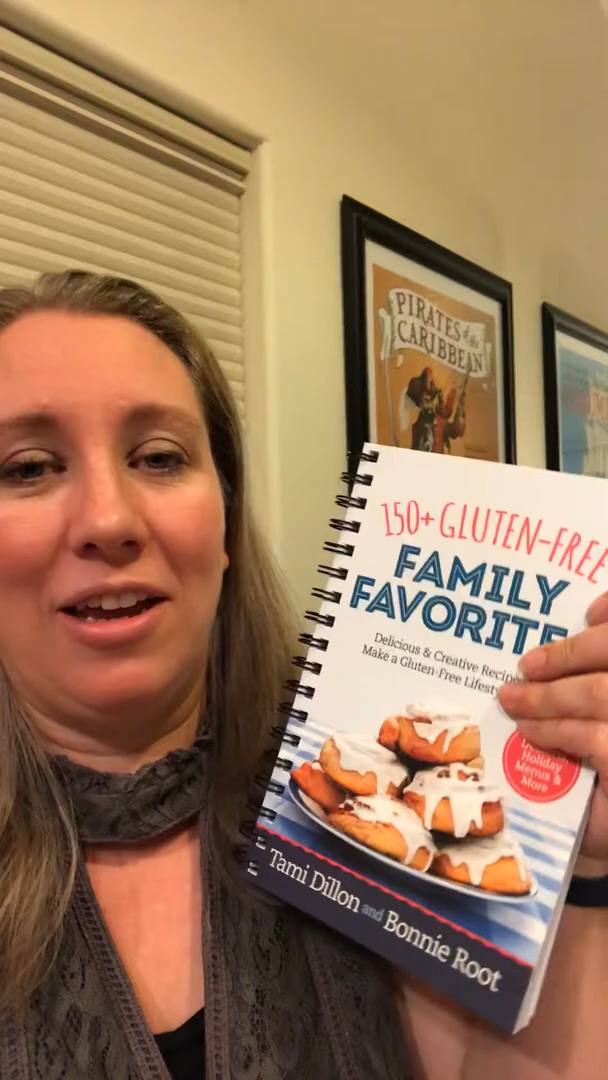 PIRATES of the
CARIBBEAN
150+ GLUTEN-FREE
FAMILY
FAVORITE
Delicious & Creative Recipe
Make a Gluten-Free Lifesty
Holiday
Menus &
More
Tami Dillon and Bonnie Root